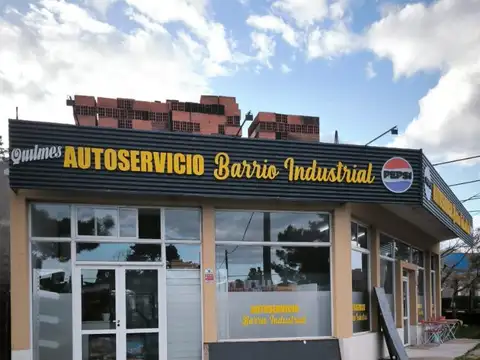 Quilmes AUTOSERVICIO Barrio Industrial PEPSI
AUTOSERVICIO
Barrio Industrial